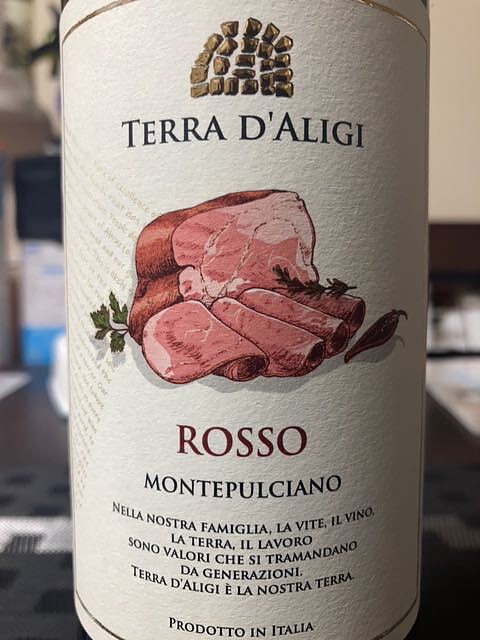 TERRA D'ALIGI
ROSSO
MONTEPULCIANO
NELLA NOSTRA FAMIGLIA, LA VITE, IL VINO,
LA TERRA, IL LAVORO
SONO VALORI CHE SI TRAMANDANO
DA GENERAZIONI.
TERRA D'ALIGI È LA NOSTRA TERRA.
PRODOTTO IN ITALIA